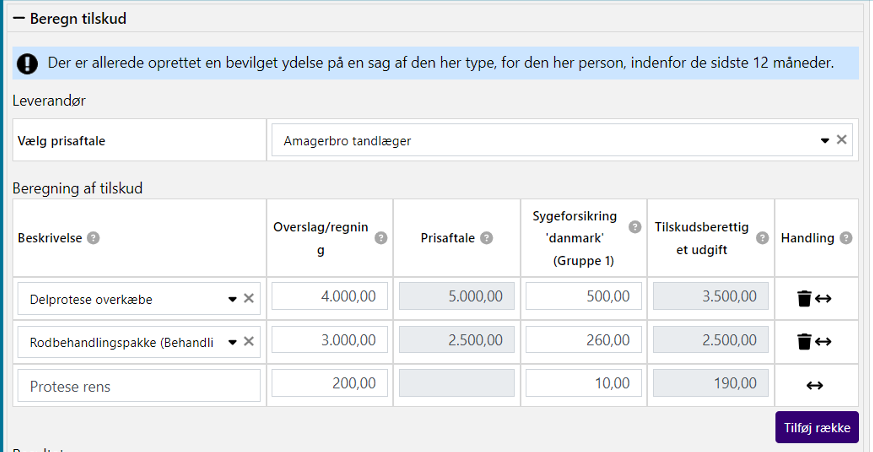 Beregn tilskud
Der er allerede oprettet en bevilget ydelse på en sag af den her type, for den her person, indenfor de sidste 12 måneder.
Leverandør
Vælg prisaftale Amagerbro tandlæger
Beregning af tilskud
Beskrivelse Overslag/regnin
g Prisaftale Sygeforsikring
'danmark'
(Gruppe 1) Tilskudsberettig
et udgift Handling
Delprotese overkæbe 4.000,00 5.000,00 500,00 3.500,00
Rodbehandlingspakke (Behandli 3.000,00 2.500,00 260,00 2.500,00
Protese rens 200,00 10,00 190,00
Tilføj række